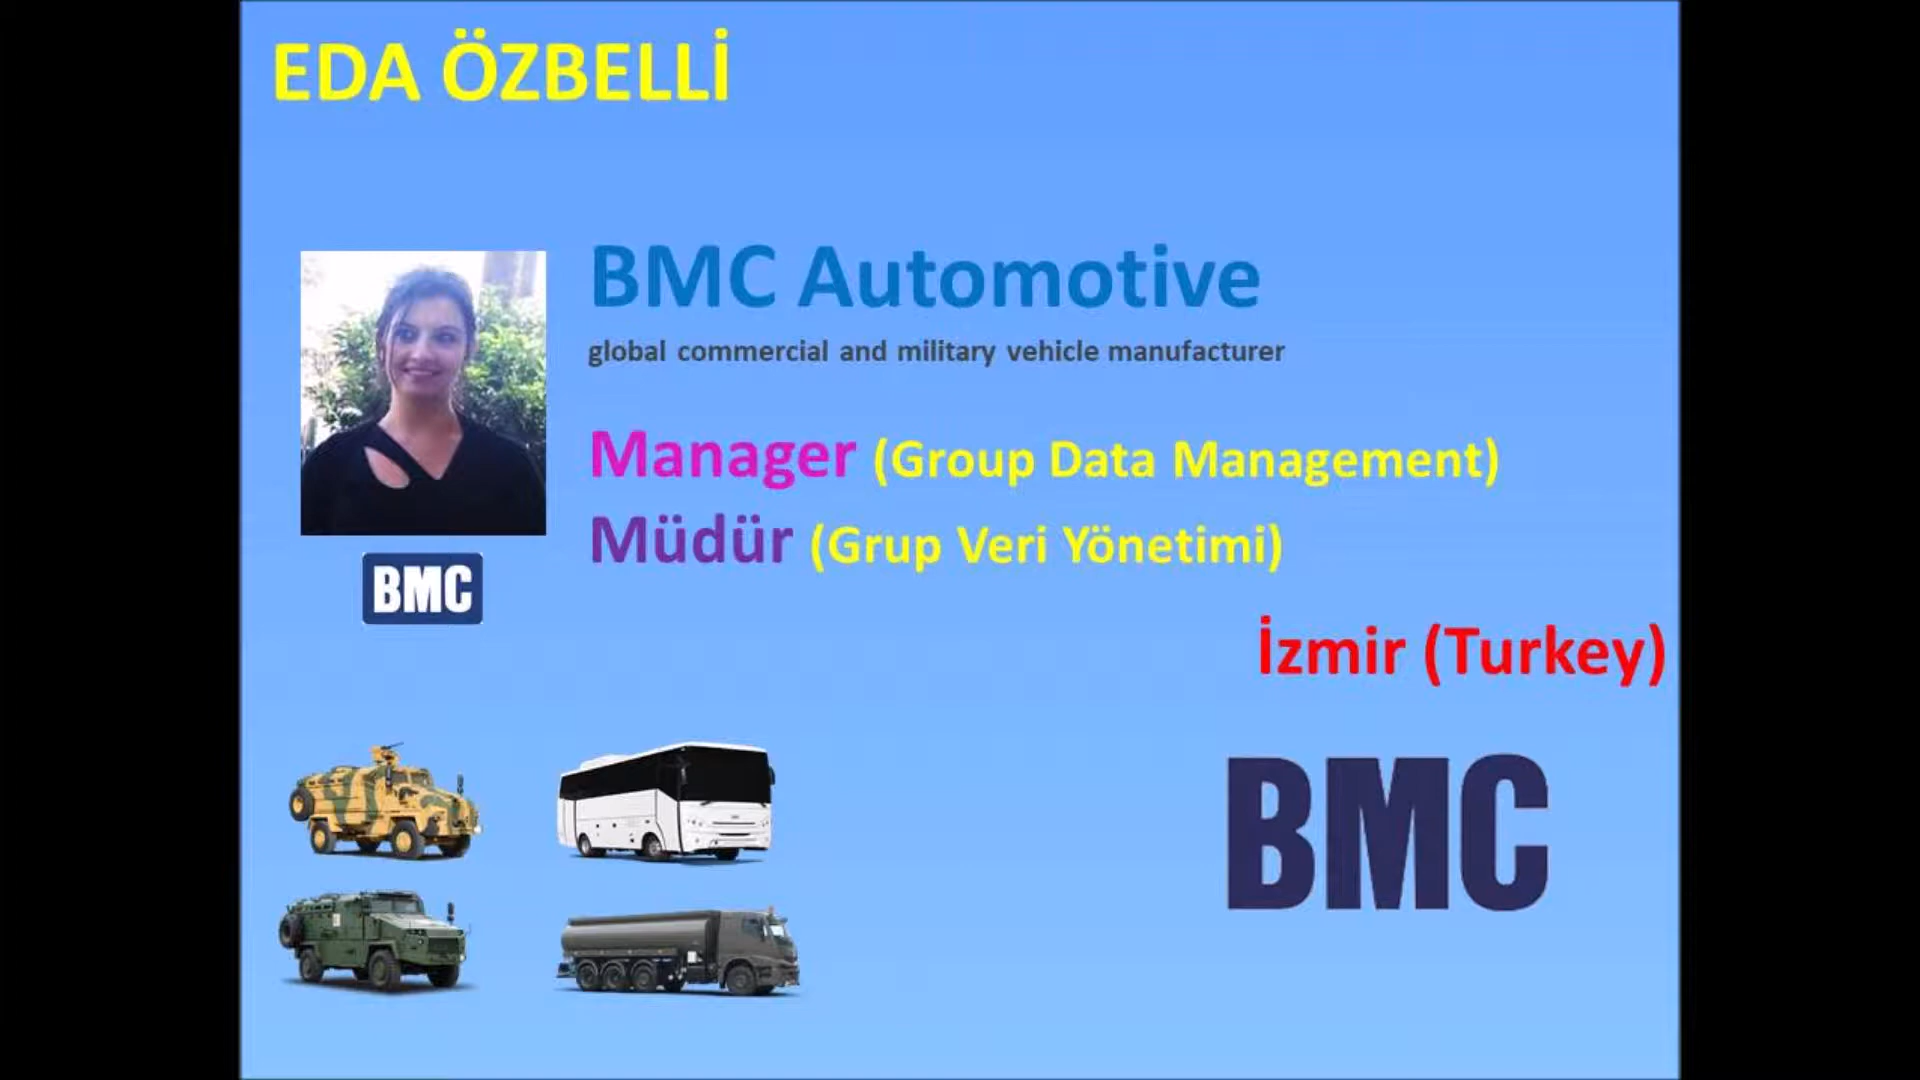 EDA ÖZBELLİ
BMC Automotive
global commercial and military vehicle manufacturer
Manager (Group Data Management)
Müdür (Grup Veri Yönetimi)
BMC
İzmir (Turkey)
BMC